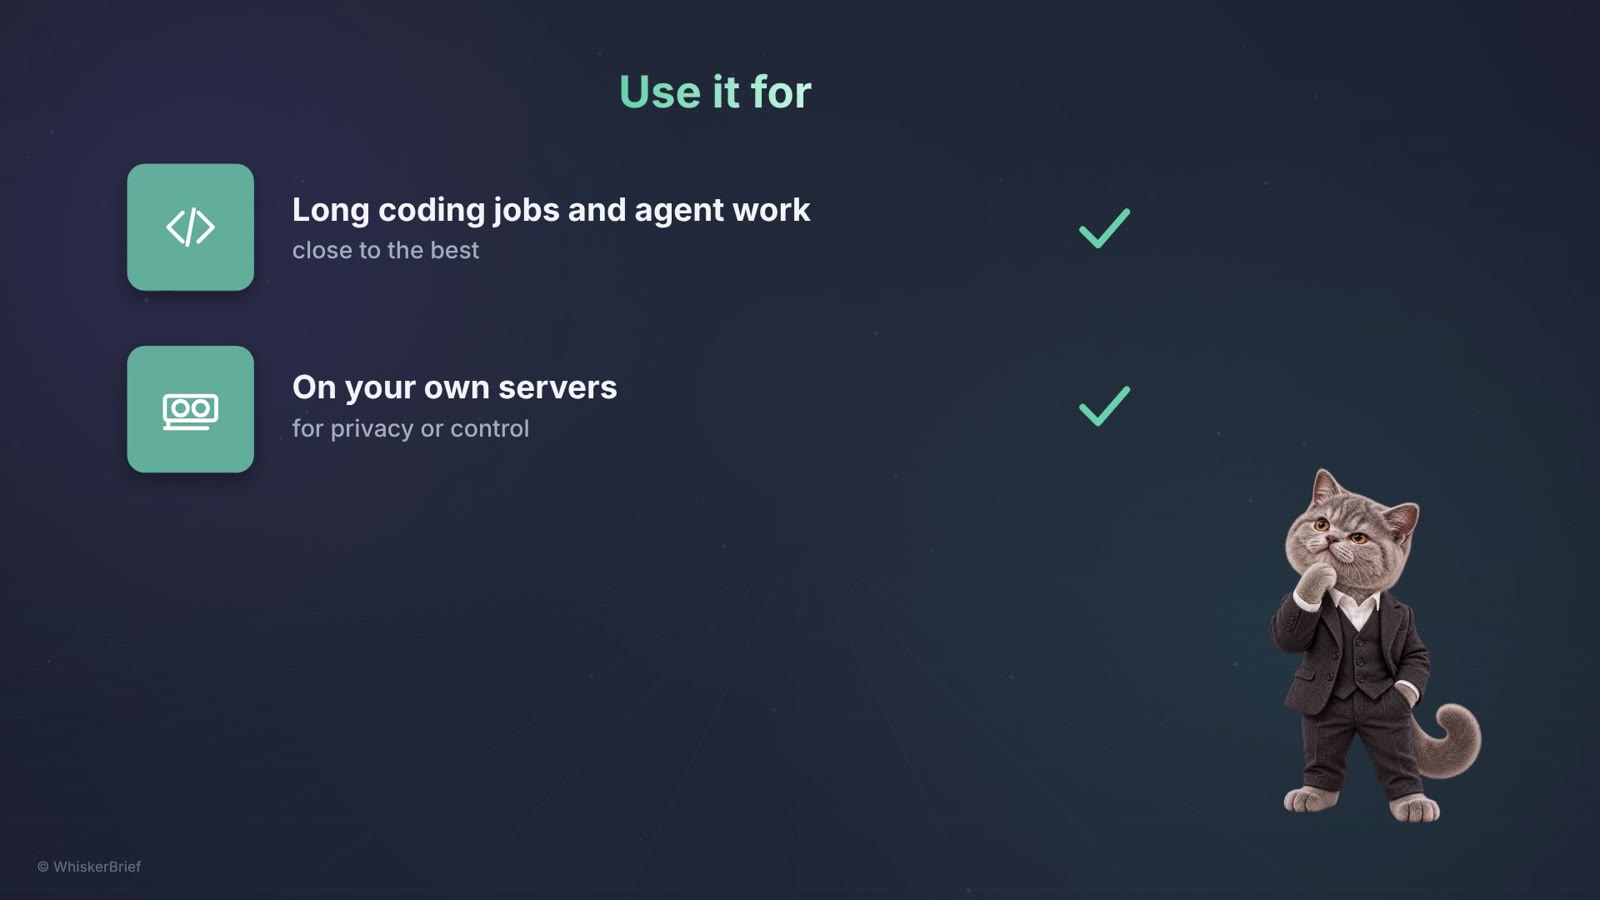 Use it for
Long coding jobs and agent work
close to the best
On your own servers
for privacy or control
© WhiskerBrief